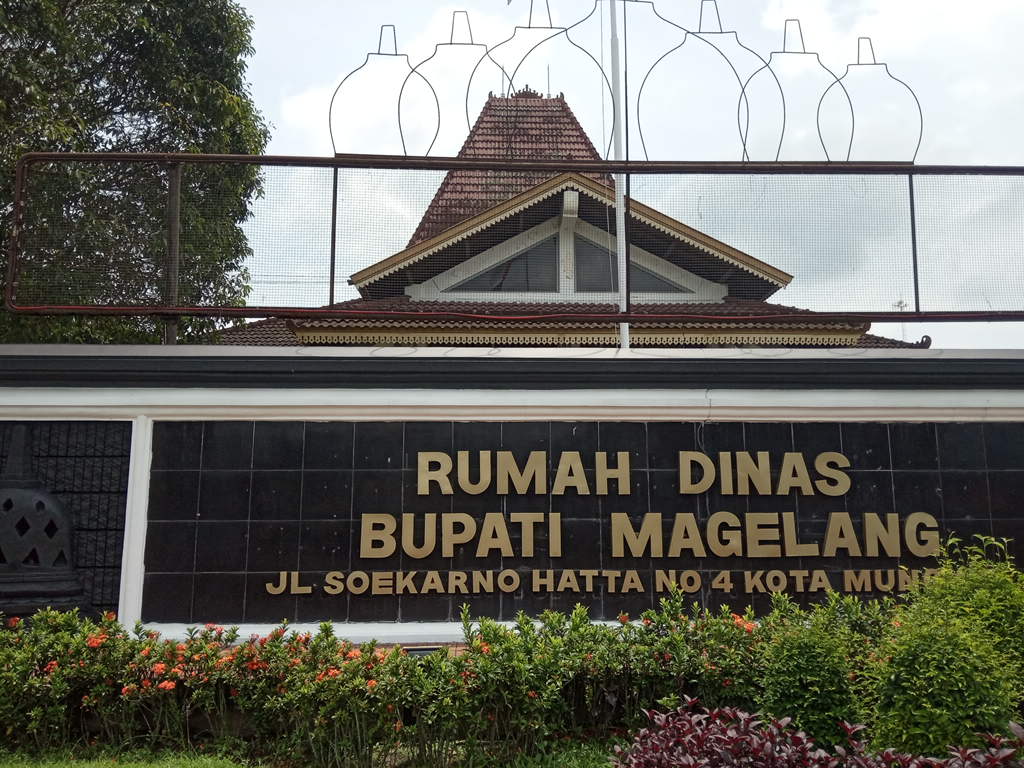 RUMAH DINAS
BUPATI MAGELANG
JL. SOEKARNO HATTA NO 4 KOTA